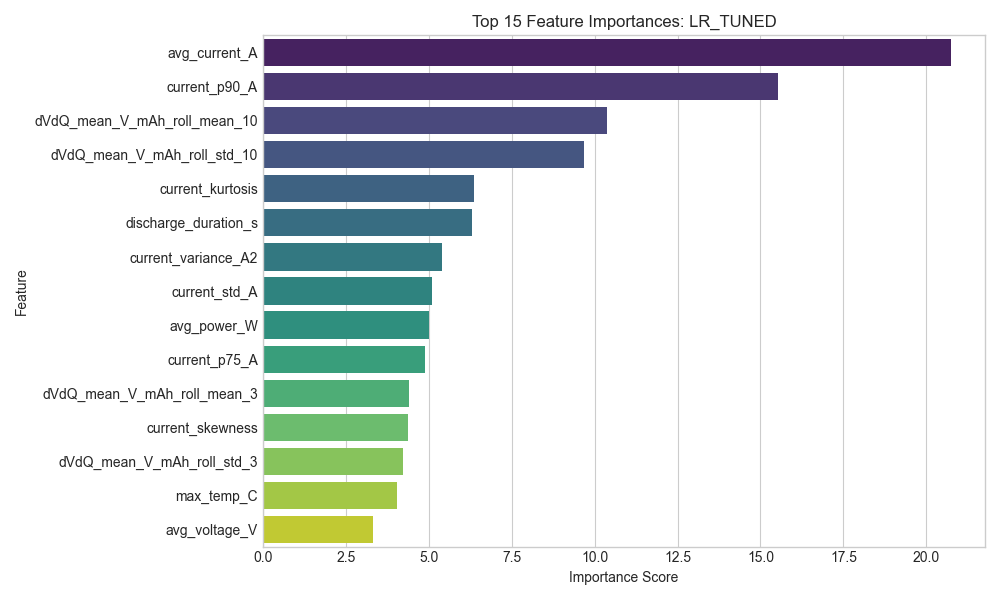 Top 15 Feature Importances: LR_TUNED
Feature
avg_current_A
current_p90_A
dVdQ_mean_V_mAh_roll_mean_10
dVdQ_mean_V_mAh_roll_std_10
current_kurtosis
discharge_duration_s
current_variance_A2
current_std_A
avg_power_W
current_p75_A
dVdQ_mean_V_mAh_roll_mean_3
current_skewness
dVdQ_mean_V_mAh_roll_std_3
max_temp_C
avg_voltage_V
0.0 2.5 5.0 7.5 10.0 12.5 15.0 17.5 20.0
Importance Score